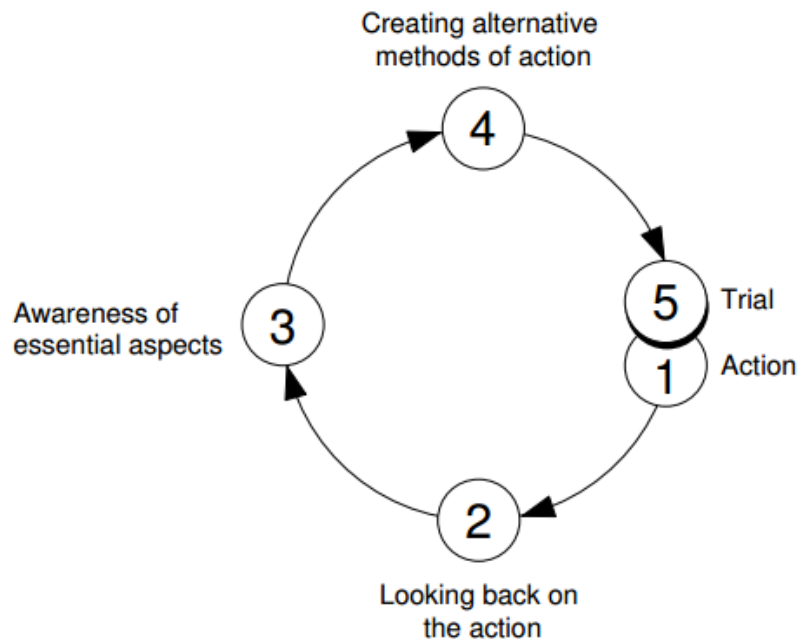 Creating alternative
methods of action
4
5
Trial
Awareness of
essential aspects
3
1
Action
2
Looking back on
the action